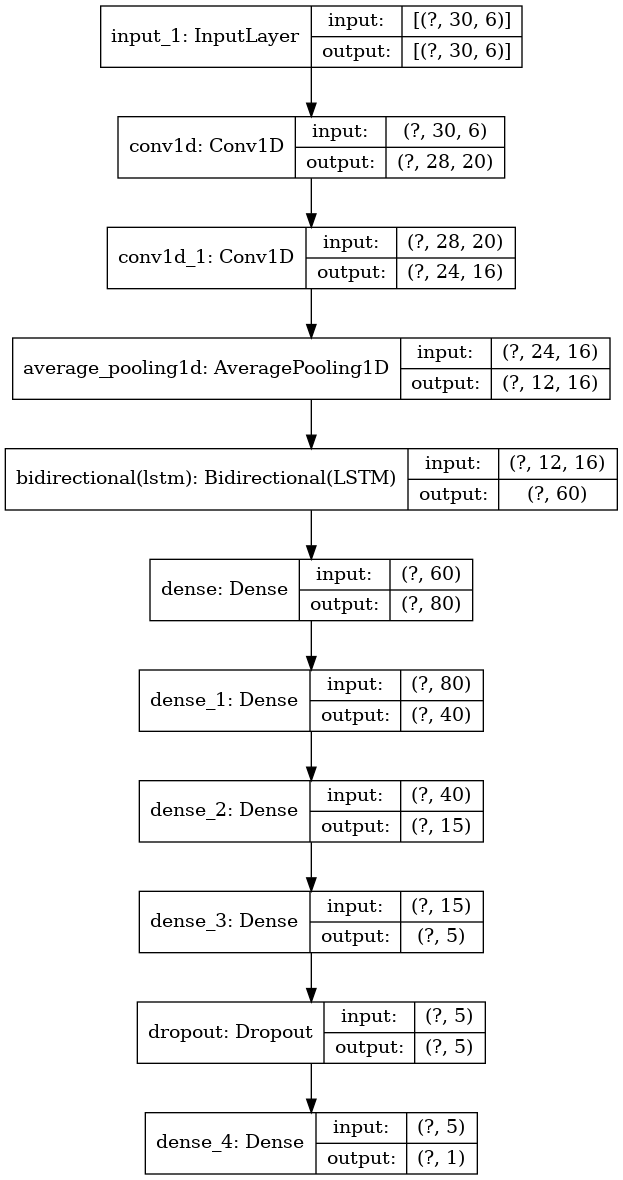 input_1: InputLayer
input:
[(?, 30, 6)]
output:
[(?, 30, 6)]
conv1d: Conv1D
input:
(?, 30, 6)
output:
(?, 28, 20)
conv1d_1: Conv1D
input:
(?, 28, 20)
output:
(?, 24, 16)
average_pooling1d: AveragePooling1D
input:
(?, 24, 16)
output:
(?, 12, 16)
bidirectional(lstm): Bidirectional(LSTM)
input:
(?, 12, 16)
output:
(?, 60)
dense: Dense
input:
(?, 60)
output:
(?, 80)
dense_1: Dense
input:
(?, 80)
output:
(?, 40)
dense_2: Dense
input:
(?, 40)
output:
(?, 15)
dense_3: Dense
input:
(?, 15)
output:
(?, 5)
dropout: Dropout
input:
(?, 5)
output:
(?, 5)
dense_4: Dense
input:
(?, 5)
output:
(?, 1)